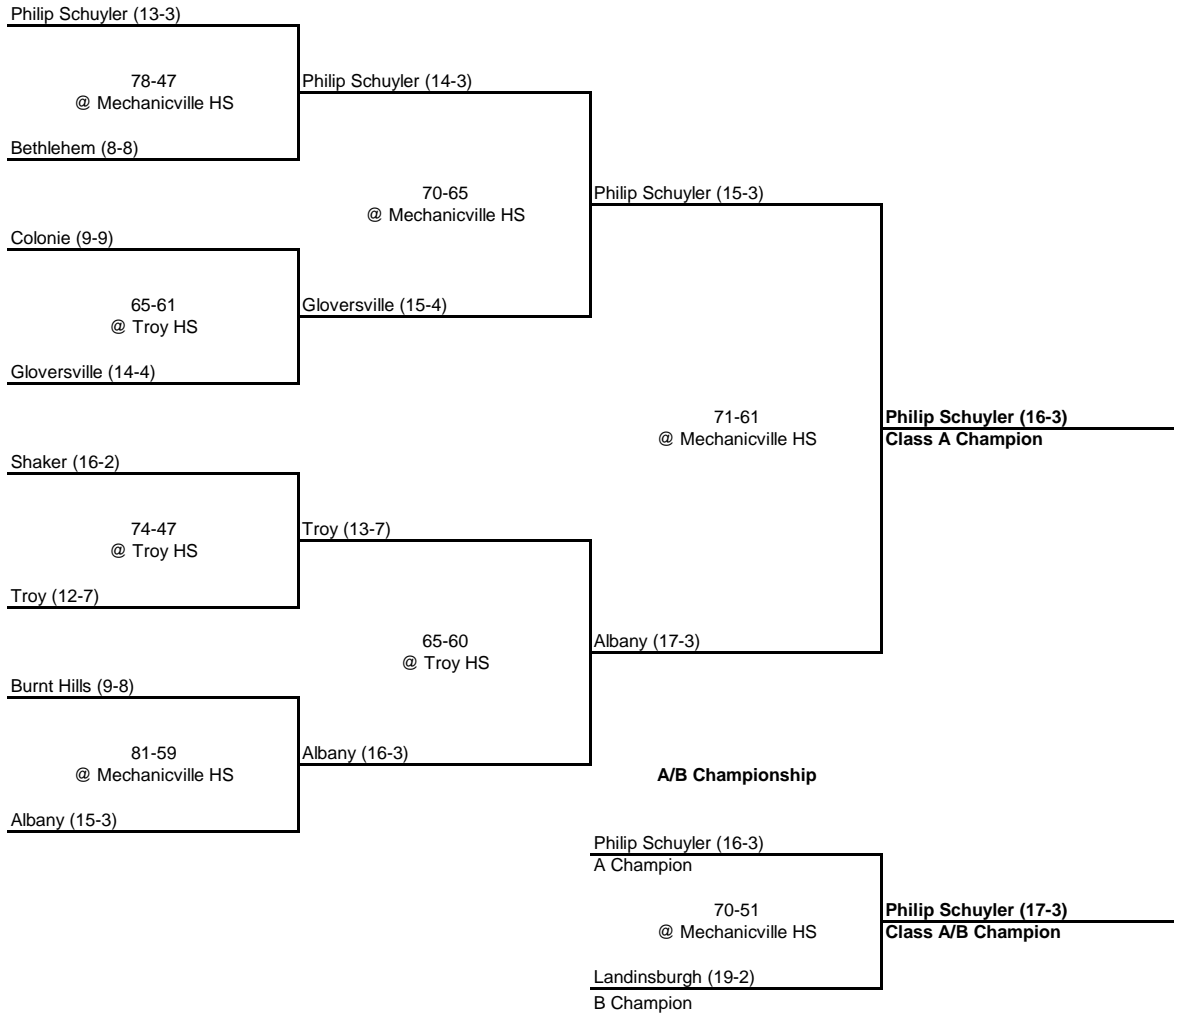 Philip Schuyler (13-3)
78-47
@ Mechanicville HS
Bethlehem (8-8)
Philip Schuyler (14-3)
Colonie (9-9)
65-61
@ Troy HS
Gloversville (14-4)
Gloversville (15-4)
70-65
@ Mechanicville HS
Philip Schuyler (15-3)
Shaker (16-2)
74-47
@ Troy HS
Troy (12-7)
Troy (13-7)
Burnt Hills (9-8)
81-59
@ Mechanicville HS
Albany (15-3)
Albany (16-3)
65-60
@ Troy HS
Albany (17-3)
71-61
@ Mechanicville HS
Philip Schuyler (16-3)
Class A Champion
A/B Championship
Philip Schuyler (16-3)
A Champion
70-51
@ Mechanicville HS
Landinsburgh (19-2)
B Champion
Philip Schuyler (17-3)
Class A/B Champion